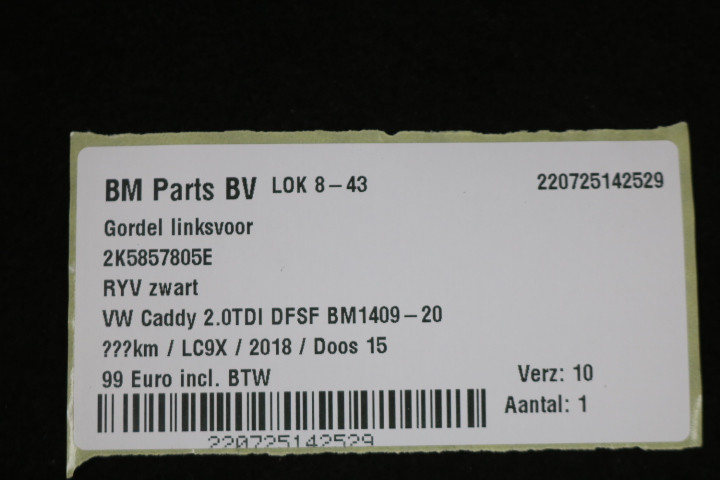 BM Parts BV LOK 8-43 220725142529
Gordel linksvoor
2K5857805E
RYV zwart
VW Caddy 2.0TDI DFSF BM1409-20
???km / LC9X / 2018 / Doos 15
99 Euro incl. BTW Verz: 10
Aantal: 1
220725142529